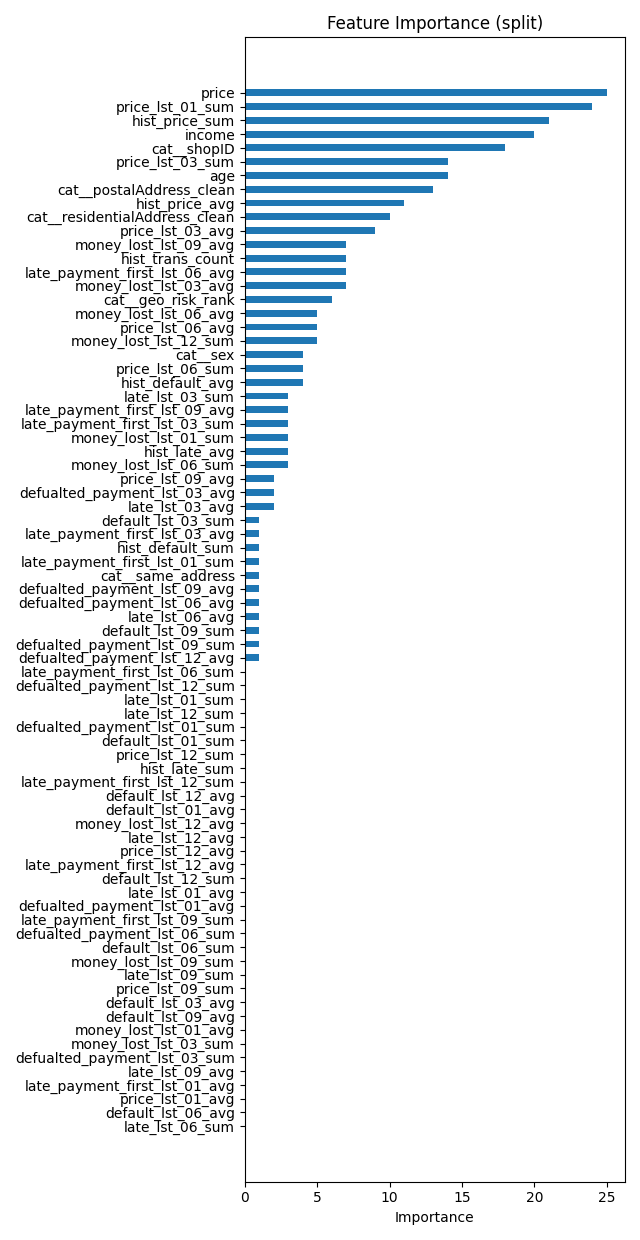 Feature Importance (split)
price
price_lst_01_sum
hist_price_sum
income
cat__shopID
price_lst_03_sum
age
cat__postalAddress_clean
hist_price_avg
cat__residentialAddress_clean
price_lst_03_avg
money_lost_lst_09_avg
hist_trans_count
late_payment_first_lst_06_avg
money_lost_lst_03_avg
cat__geo_risk_rank
money_lost_lst_06_avg
price_lst_06_avg
money_lost_lst_12_sum
cat__sex
price_lst_06_sum
hist_default_avg
late_lst_03_sum
late_payment_first_lst_09_avg
late_payment_first_lst_03_sum
money_lost_lst_01_sum
hist_late_avg
money_lost_lst_06_sum
price_lst_09_avg
defualted_payment_lst_03_avg
late_lst_03_avg
default_lst_03_sum
late_payment_first_lst_03_avg
hist_default_sum
late_payment_first_lst_01_sum
cat__same_address
defualted_payment_lst_09_avg
defualted_payment_lst_06_avg
late_lst_06_avg
default_lst_09_sum
defualted_payment_lst_09_sum
defualted_payment_lst_12_avg
late_payment_first_lst_06_sum
defualted_payment_lst_12_sum
late_lst_01_sum
late_lst_12_sum
defualted_payment_lst_01_sum
default_lst_01_sum
price_lst_12_sum
hist_late_sum
late_payment_first_lst_12_sum
default_lst_12_avg
default_lst_01_avg
money_lost_lst_12_avg
late_lst_12_avg
price_lst_12_avg
late_payment_first_lst_12_avg
default_lst_12_sum
late_lst_01_avg
defualted_payment_lst_01_avg
late_payment_first_lst_09_sum
defualted_payment_lst_06_sum
default_lst_06_sum
money_lost_lst_09_sum
late_lst_09_sum
price_lst_09_sum
default_lst_03_avg
default_lst_09_avg
money_lost_lst_01_avg
money_lost_lst_03_sum
defualted_payment_lst_03_sum
late_lst_09_avg
late_payment_first_lst_01_avg
price_lst_01_avg
default_lst_06_avg
late_lst_06_sum
0 5 10 15 20 25
Importance